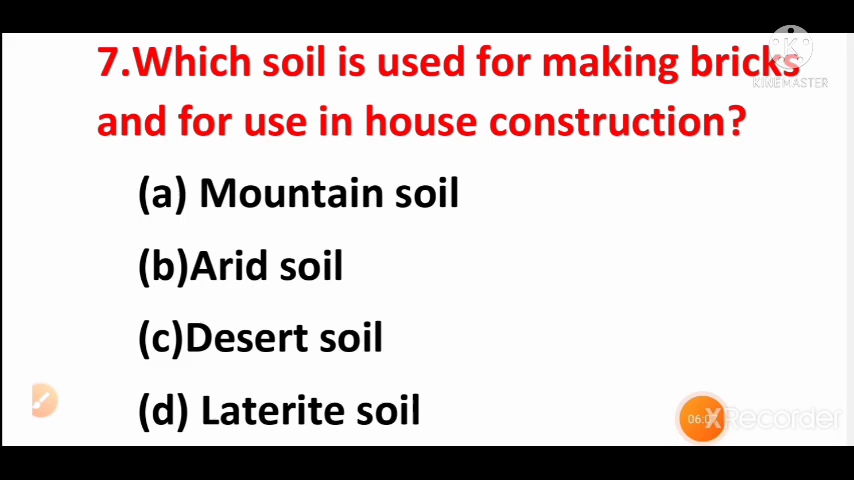 7.Which soil is used for making bricks
KINEMASTER
and for use in house construction?
(a) Mountain soil
(b)Arid soil
(c)Desert soil
(d) Laterite soil
XRecorder